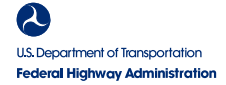 U.S. Department of Transportation
Federal Highway Administration